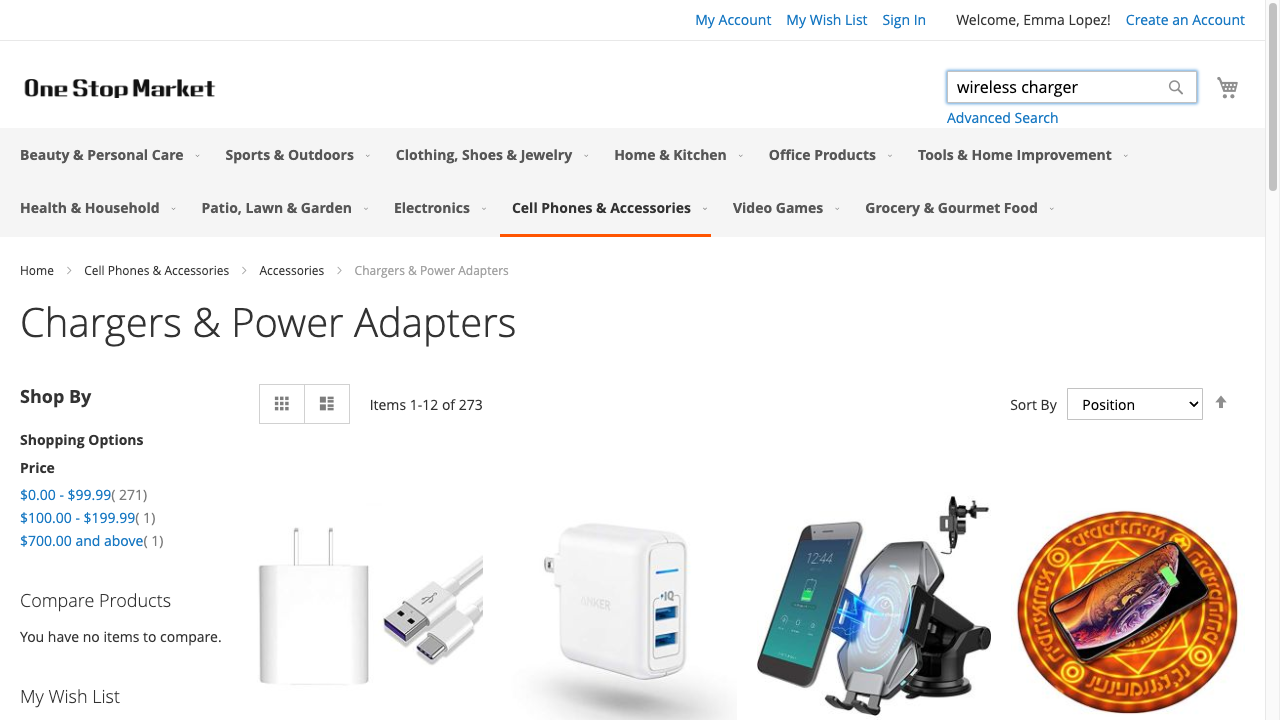 My Account My Wish List Sign In Welcome, Emma Lopez! Create an Account
One Stop Market
wireless charger
Advanced Search
Beauty & Personal Care Sports & Outdoors Clothing, Shoes & Jewelry Home & Kitchen Office Products Tools & Home Improvement
Health & Household Patio, Lawn & Garden Electronics Cell Phones & Accessories Video Games Grocery & Gourmet Food
Home Cell Phones & Accessories Accessories Chargers & Power Adapters
Chargers & Power Adapters
Shop By
Items 1-12 of 273
Sort By Position
Shopping Options
Price
$0.00 - $99.99( 271)
$100.00 - $199.99( 1)
$700.00 and above( 1)
Compare Products
You have no items to compare.
My Wish List
ANKER
IQ
12:44